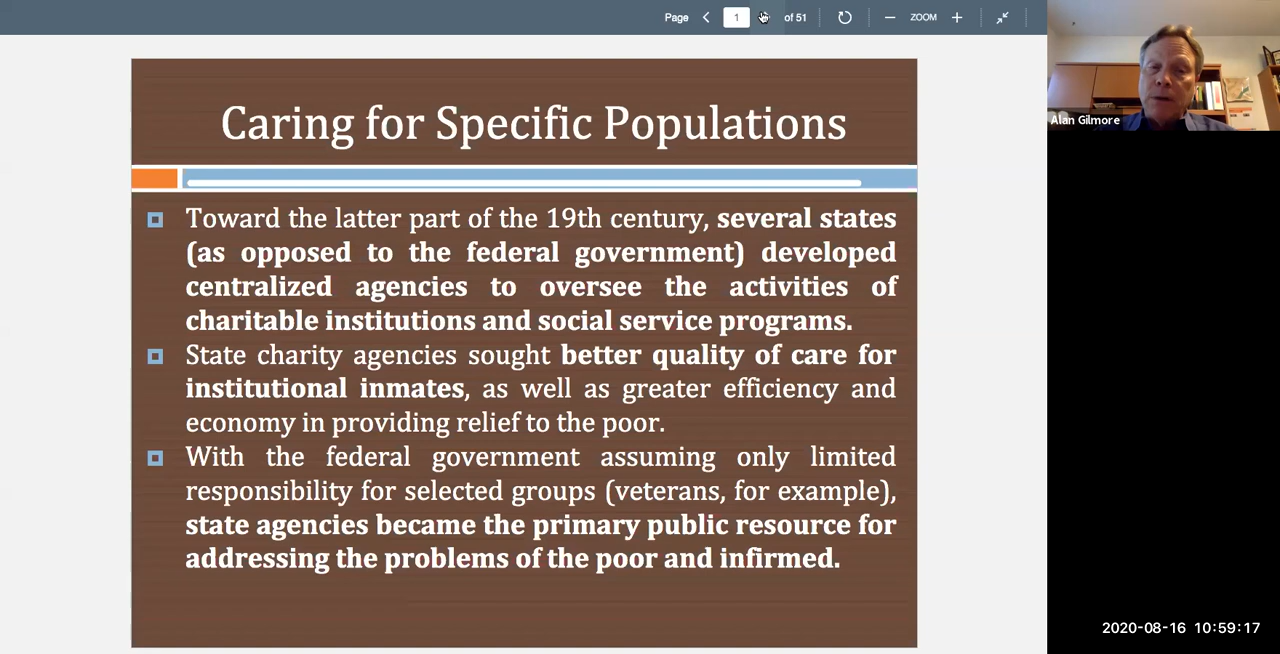 Page 1 of 51 ZOOM
Caring for Specific Populations
Toward the latter part of the 19th century, several states
(as opposed to the federal government) developed
centralized agencies to oversee the activities of
charitable institutions and social service programs.
State charity agencies sought better quality of care for
institutional inmates, as well as greater efficiency and
economy in providing relief to the poor.
With the federal government assuming only limited
responsibility for selected groups (veterans, for example),
state agencies became the primary public resource for
addressing the problems of the poor and infirmed.
Alan Gilmore
2020-08-16 10:59:17